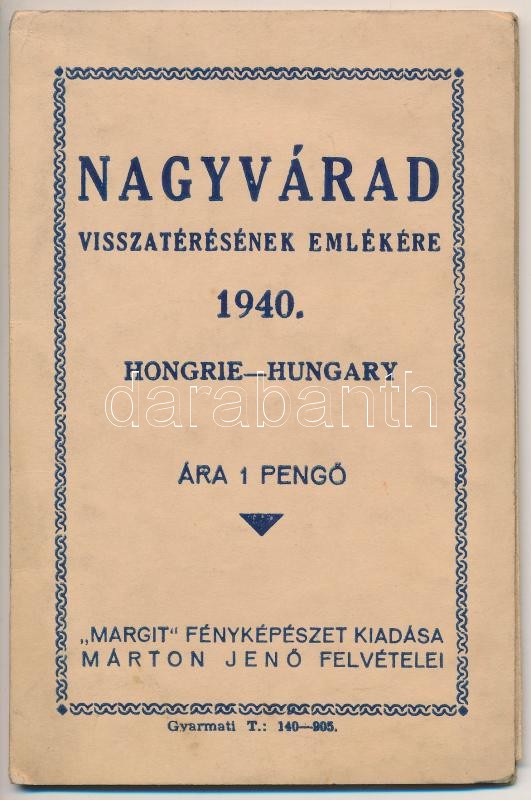 NAGYVÁRAD
VISSZATÉRÉSÉNEK EMLÉKÉRE
1940.
HONGRIE—HUNGARY
darabanth
ÁRA 1 PENGŐ
„MARGIT" FÉNYKÉPÉSZET KIADÁSA
MÁRTON JENŐ FELVÉTELEI
Gyarmati T.: 140—905.